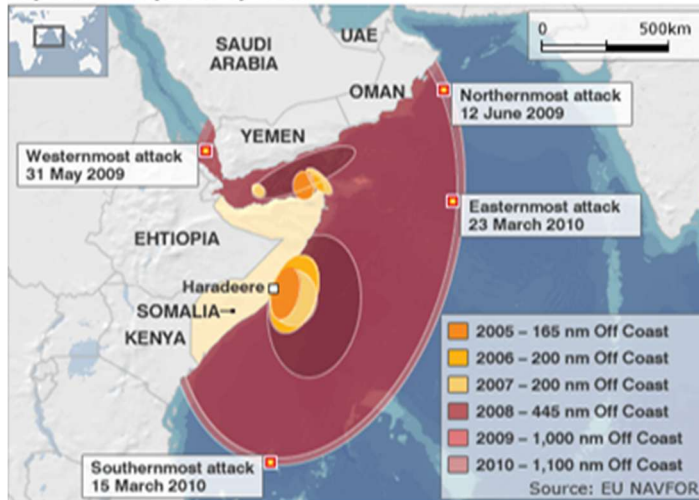 0 500km
SAUDI
ARABIA
UAE
OMAN
YEMEN
Northernmost attack
12 June 2009
Westernmost attack
31 May 2009
Easternmost attack
23 March 2010
EHTIOPIA
Haradeere
SOMALIA
KENYA
2005 – 165 nm Off Coast
2006 – 200 nm Off Coast
2007 – 200 nm Off Coast
2008 – 445 nm Off Coast
2009 – 1,000 nm Off Coast
2010 – 1,100 nm Off Coast
Southernmost attack
15 March 2010
Source: EU NAVFOR